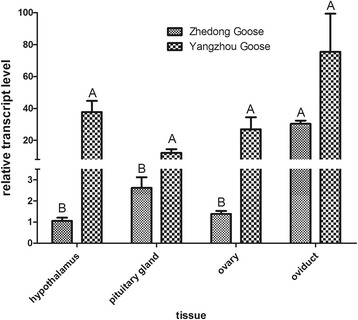 relative transcript level
100
80
60
40
20
3
2
1
0
Zhedong Goose
Yangzhou Goose
B A
B A
B A
A A
hypothalamus
pituitary gland
ovary
oviduct
tissue